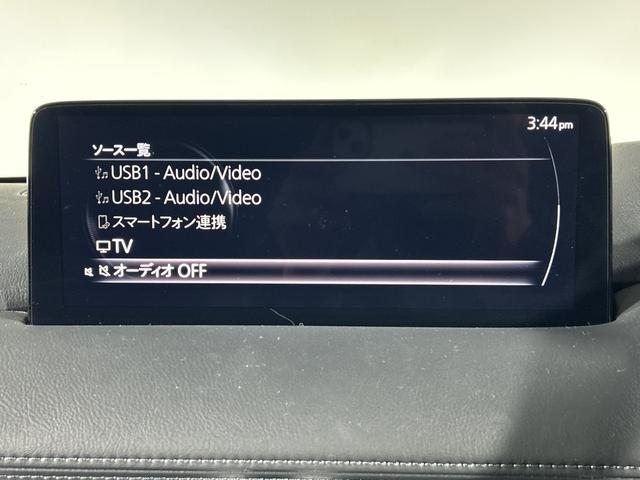 3:44pm
ソース一覧
USB1 - Audio/Video
USB2 - Audio/Video
スマートフォン連携
TV
オーディオ OFF